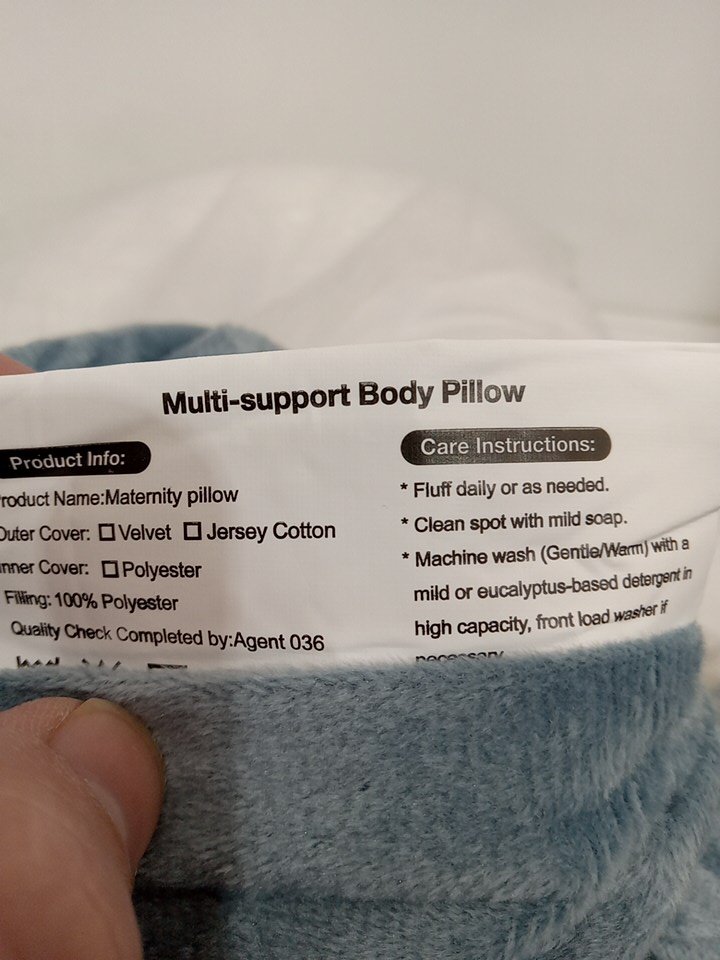 Multi-support Body Pillow
Product Info:
roduct Name:Maternity pillow
Outer Cover: ☐ Velvet ☐ Jersey Cotton
nner Cover: ☐ Polyester
Filling: 100% Polyester
Quality Check Completed by:Agent 036
Care Instructions:
* Fluff daily or as needed.
* Clean spot with mild soap.
* Machine wash (Gentle/Warm) with a
mild or eucalyptus-based detergent in
high capacity, front load washer if
necessary